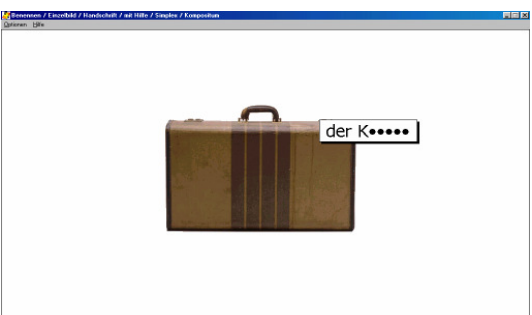 Benennen / Einzelbild / Handschrift / mit Hilfe / Simplex / Kompositum
Optionen Hilfe
der K•••••